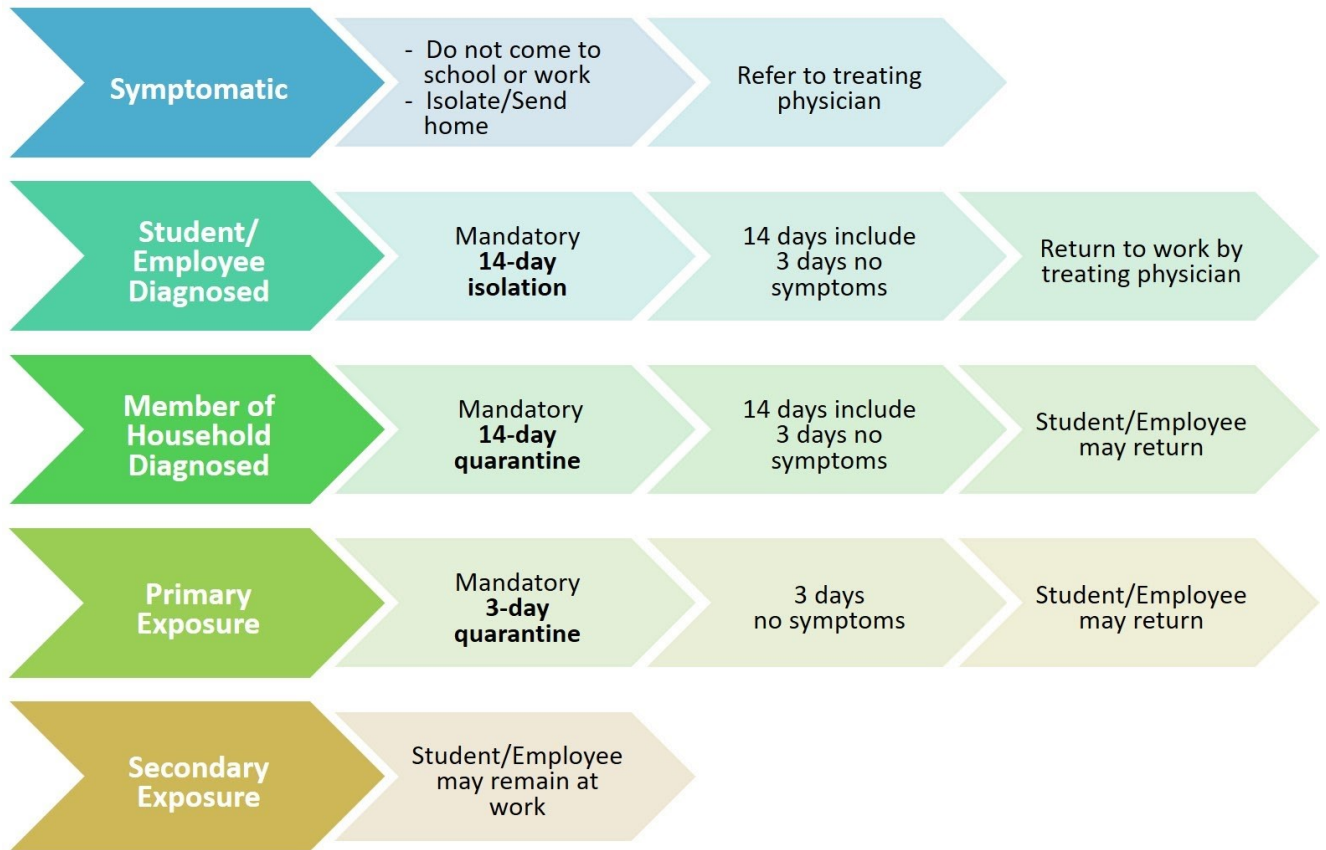 Symptomatic
- Do not come to
school or work
- Isolate/Send
home
Refer to treating
physician
Student/
Employee
Diagnosed
Mandatory
14-day
isolation
14 days include
3 days no
symptoms
Return to work by
treating physician
Member of
Household
Diagnosed
Mandatory
14-day
quarantine
14 days include
3 days no
symptoms
Student/Employee
may return
Primary
Exposure
Mandatory
3-day
quarantine
3 days
no symptoms
Student/Employee
may return
Secondary
Exposure
Student/Employee
may remain at
work